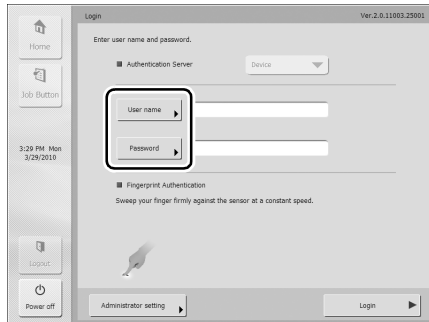 Login
Ver.2.0.11003.25001
Home
Job Button
3:29 PM Mon
3/29/2010
Logout
Power off
Enter user name and password.
Authentication Server
Device
User name
Password
Fingerprint Authentication
Sweep your finger firmly against the sensor at a constant speed.
Administrator setting
Login